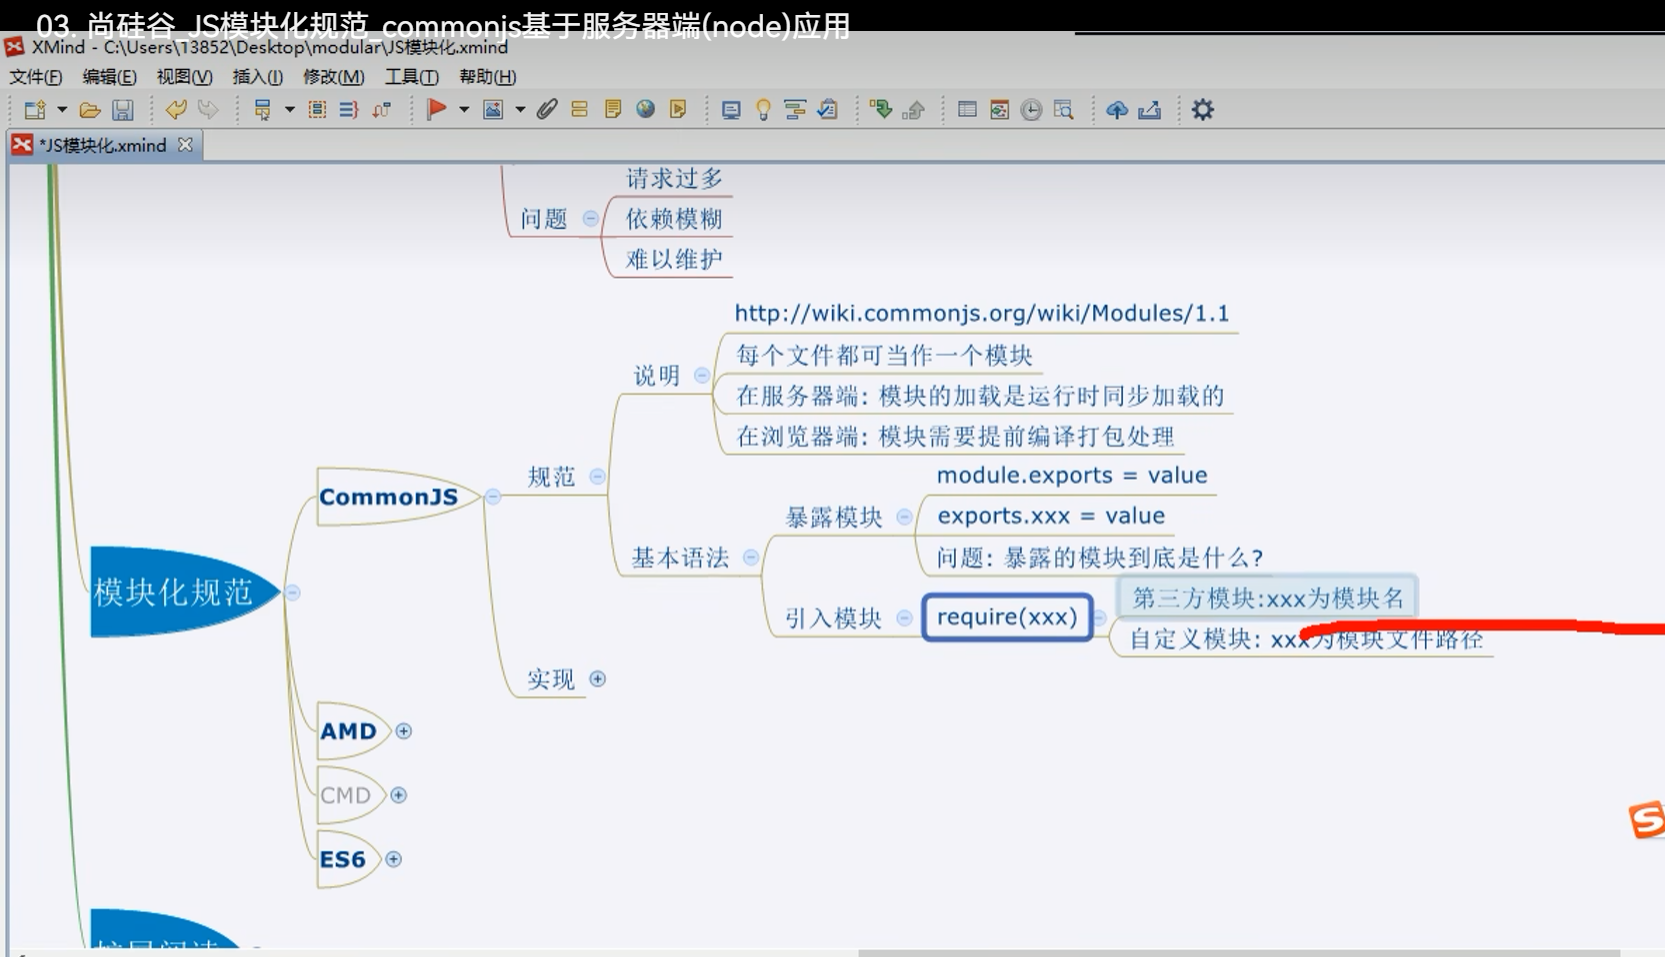 03. 尚硅谷_JS模块化规范_commonjs基于服务器端(node)应用
XMind - C:\Users\13852\Desktop\modular\JS模块化.xmind
文件(F) 编辑(E) 视图(V) 插入(I) 修改(M) 工具(T) 帮助(H)
*JS模块化.xmind
请求过多
问题
依赖模糊
难以维护
http://wiki.commonjs.org/wiki/Modules/1.1
每个文件都可当作一个模块
说明
在服务器端: 模块的加载是运行时同步加载的
在浏览器端: 模块需要提前编译打包处理
规范
module.exports = value
CommonJS
暴露模块
exports.xxx = value
基本语法
问题: 暴露的模块到底是什么?
模块化规范
第三方模块:xxx为模块名
引入模块
require(xxx)
自定义模块: xxx为模块文件路径
实现
AMD
CMD
ES6